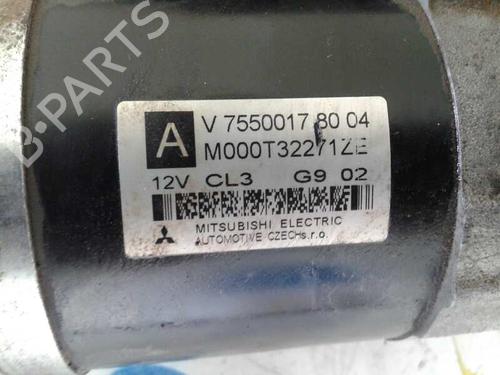 B-PARTS
A
V 7550017 80 04
M000T32271ZE
12V CL3 G9 02
MITSUBISHI ELECTRIC
AUTOMOTIVE CZECH s.r.o.